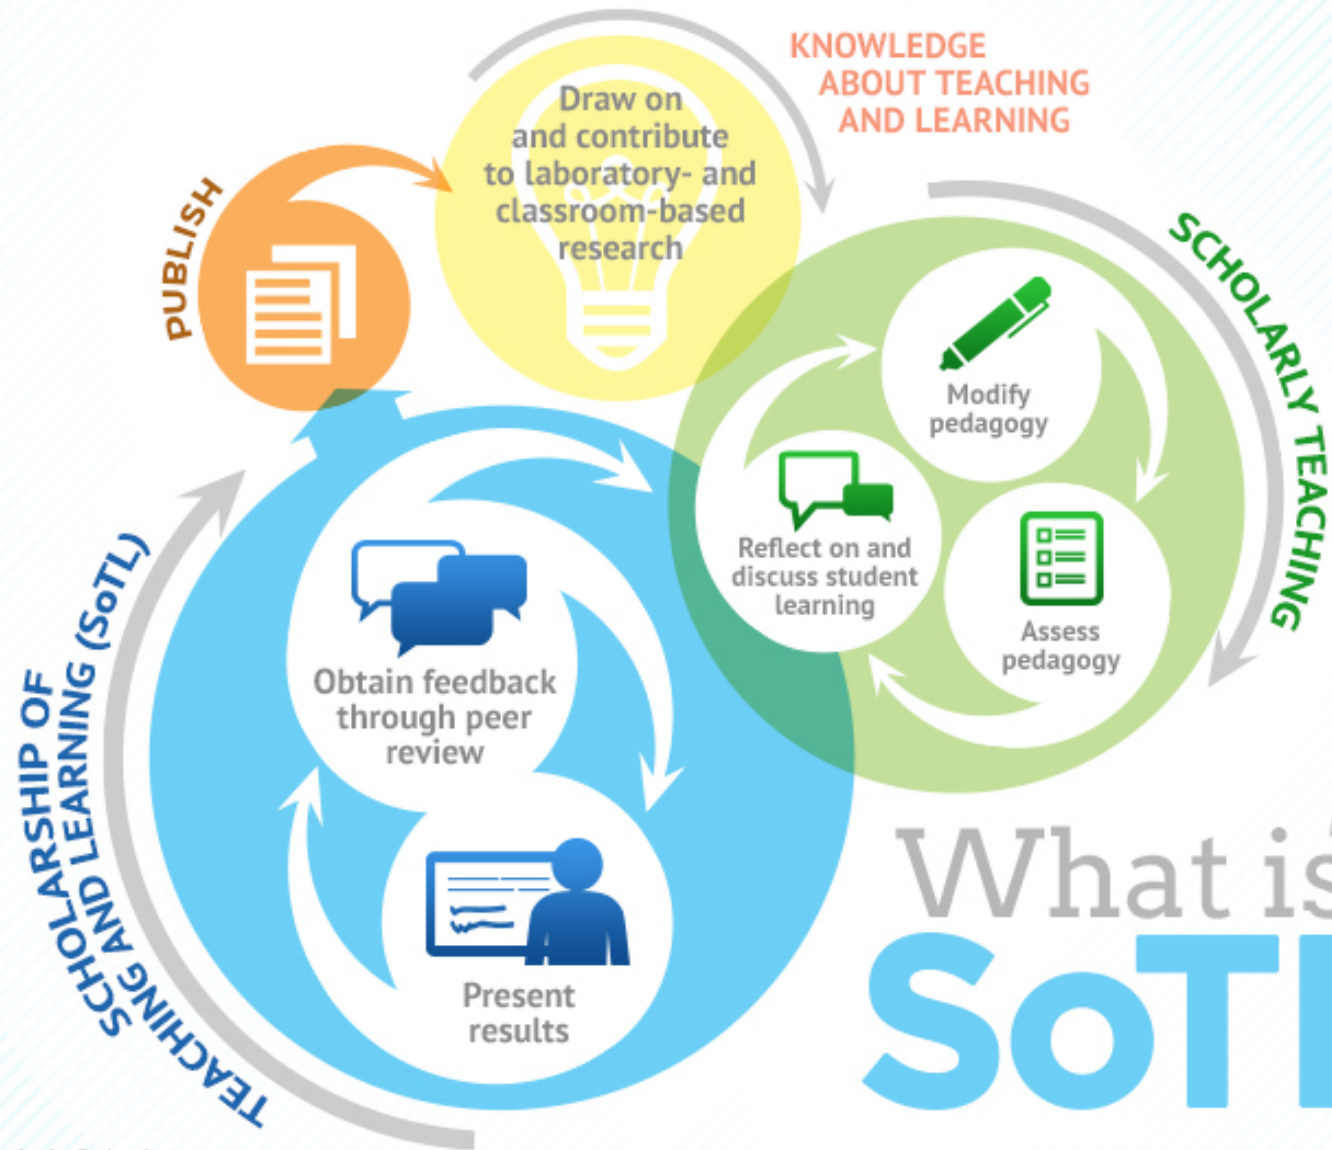 KNOWLEDGE
ABOUT TEACHING
AND LEARNING
Draw on
and contribute
to laboratory- and
classroom-based
research
PUBLISH
SCHOLARLY TEACHING
Modify
pedagogy
Reflect on and
discuss student
learning
Assess
pedagogy
Obtain feedback
through peer
review
Present
results
SCHOLARSHIP OF
TEACHING AND LEARNING (SoTL)
What is
SoTL